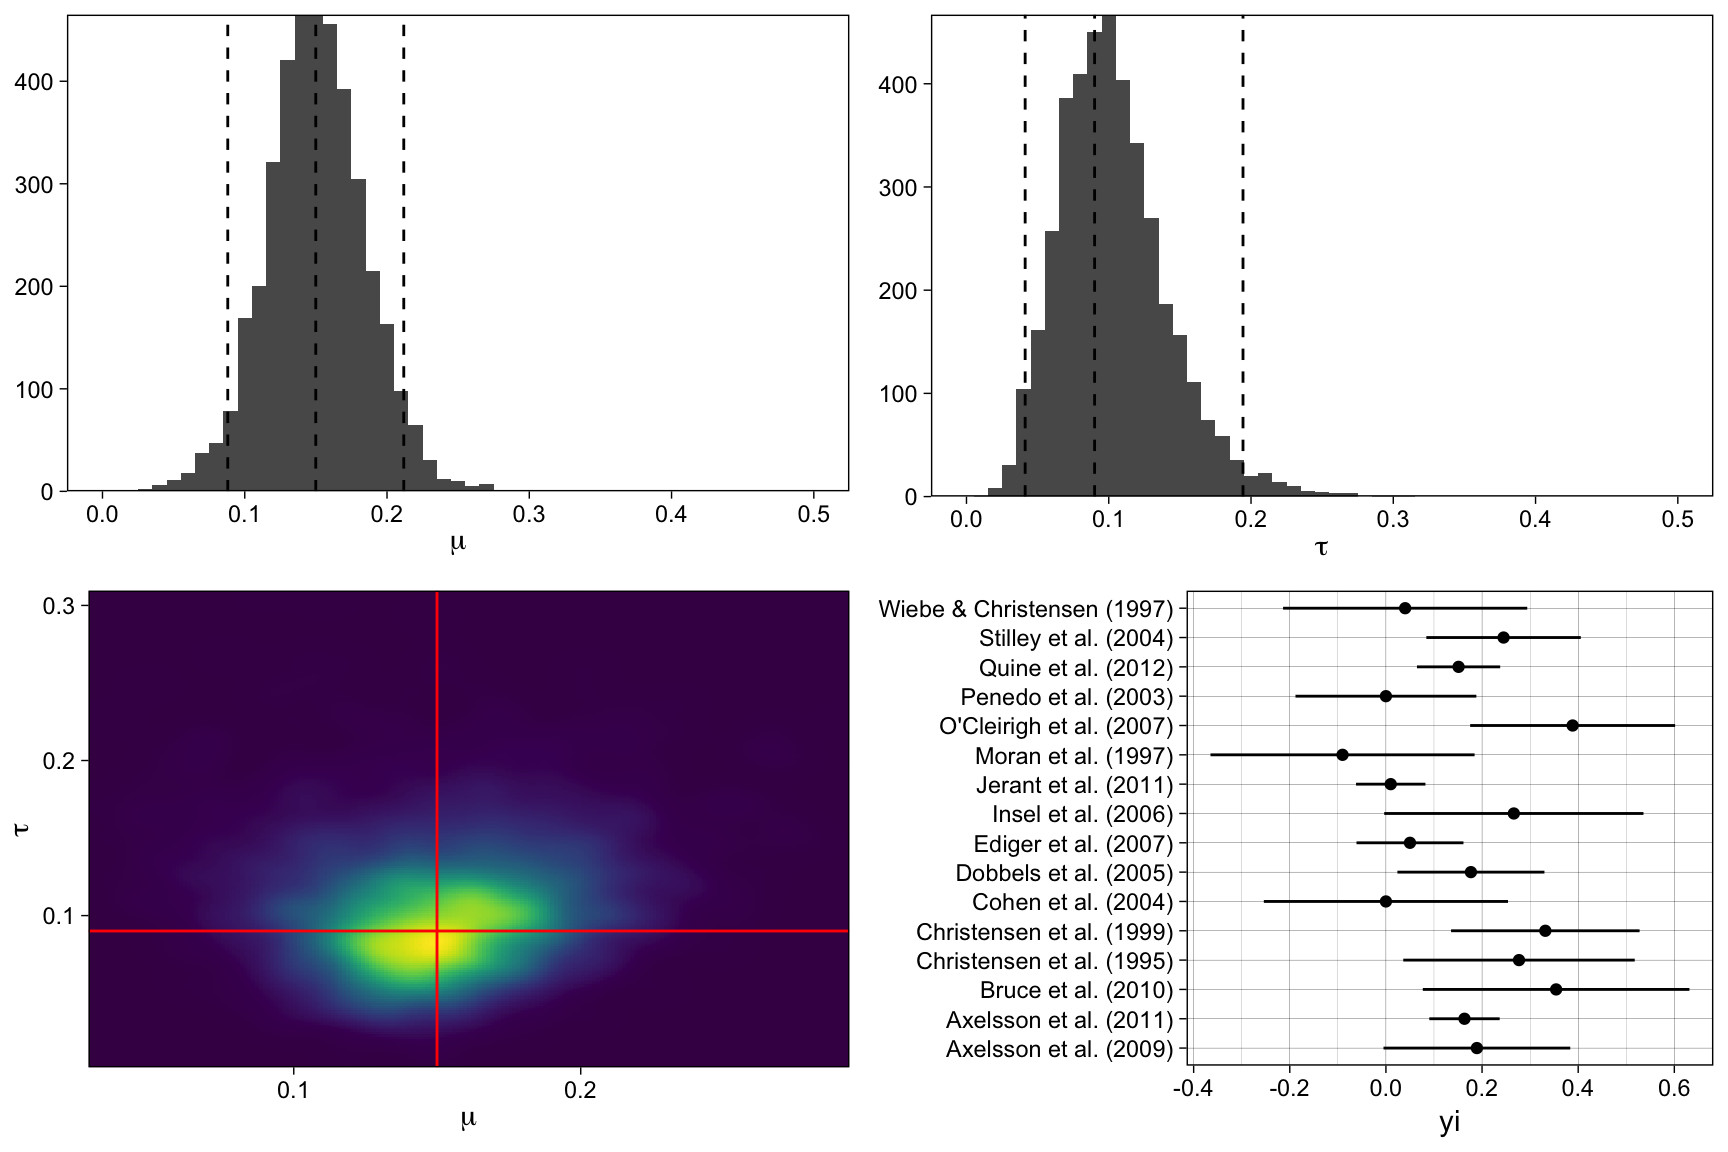 400
300
200
100
0
0.0 0.1 0.2 0.3 0.4 0.5
μ
400
300
200
100
0
0.0 0.1 0.2 0.3 0.4 0.5
τ
0.3
0.2
0.1
τ
0.1 0.2
μ
Wiebe & Christensen (1997)
Stilley et al. (2004)
Quine et al. (2012)
Penedo et al. (2003)
O'Cleirigh et al. (2007)
Moran et al. (1997)
Jerant et al. (2011)
Insel et al. (2006)
Ediger et al. (2007)
Dobbels et al. (2005)
Cohen et al. (2004)
Christensen et al. (1999)
Christensen et al. (1995)
Bruce et al. (2010)
Axelsson et al. (2011)
Axelsson et al. (2009)
-0.4 -0.2 0.0 0.2 0.4 0.6
yi